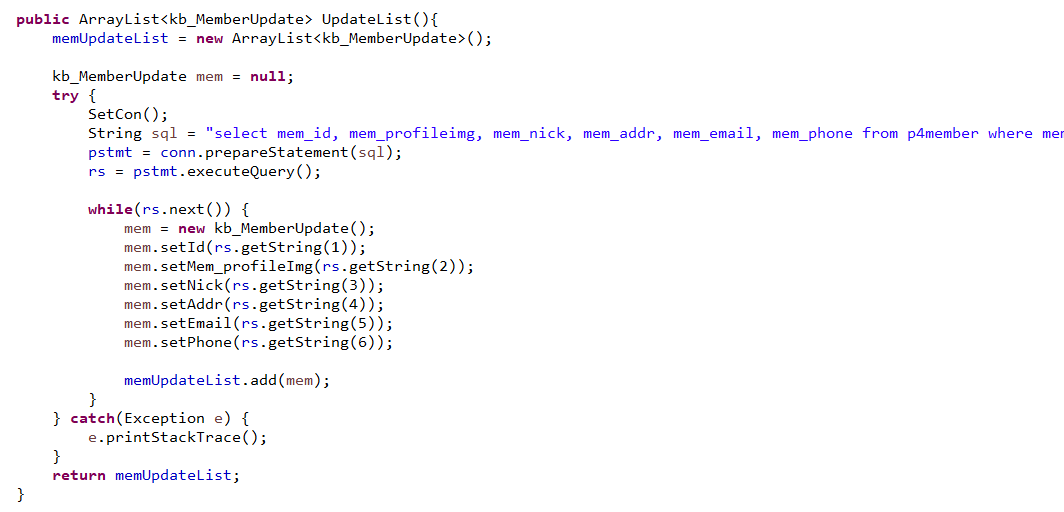 public ArrayList<kb_MemberUpdate> UpdateList(){
memUpdateList = new ArrayList<kb_MemberUpdate>();
kb_MemberUpdate mem = null;
try {
SetCon();
String sql = "select mem_id, mem_profileimg, mem_nick, mem_addr, mem_email, mem_phone from p4member where
pstmt = conn.prepareStatement(sql);
rs = pstmt.executeQuery();
while(rs.next()) {
mem = new kb_MemberUpdate();
mem.setId(rs.getString(1));
mem.setMem_profileImg(rs.getString(2));
mem.setNick(rs.getString(3));
mem.setAddr(rs.getString(4));
mem.setEmail(rs.getString(5));
mem.setPhone(rs.getString(6));
memUpdateList.add(mem);
}
} catch(Exception e) {
e.printStackTrace();
}
return memUpdateList;
}